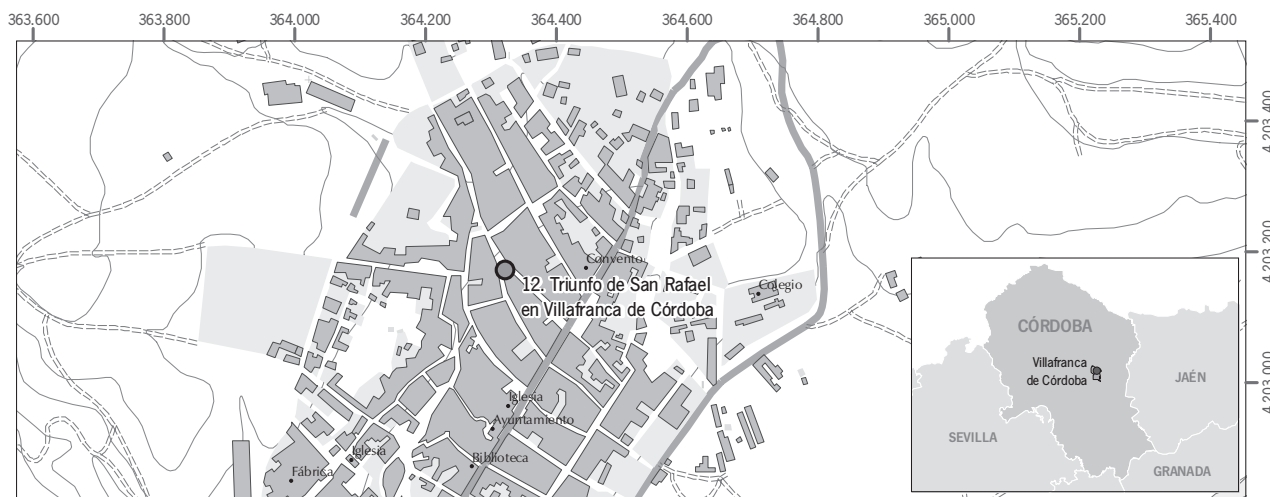 363.600 363.800 364.000 364.200 364.400 364.600 364.800 365.000 365.200 365.400
4.203.400
4.203.200
4.203.000
Convento
12. Triunfo de San Rafael
en Villafranca de Córdoba
Colegio
Iglesia
Ayuntamiento
Iglesia
Biblioteca
Fábrica
CÓRDOBA
Villafranca
de Córdoba
JAÉN
SEVILLA
GRANADA